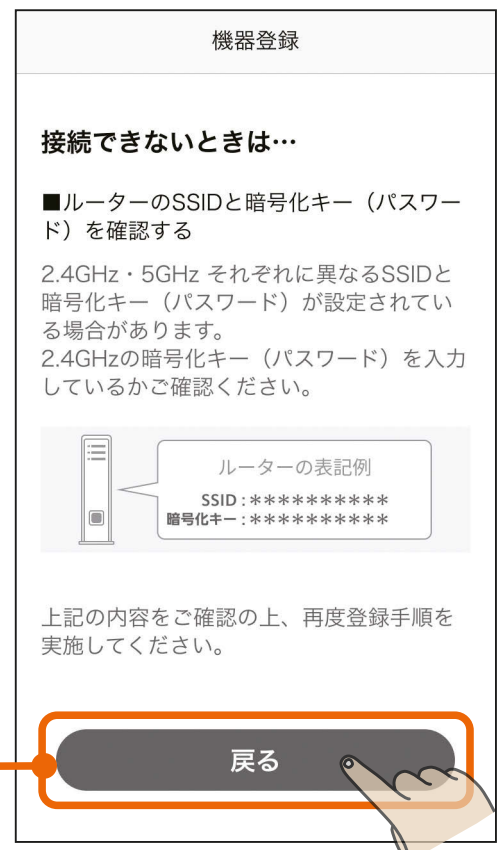 機器登録
接続できないときは…
■ルーターのSSIDと暗号化キー（パスワー
ド）を確認する
2.4GHz・5GHz それぞれに異なるSSIDと
暗号化キー（パスワード）が設定されてい
る場合があります。
2.4GHzの暗号化キー（パスワード）を入力
しているかご確認ください。
ルーターの表記例
SSID：**********
暗号化キー：**********
上記の内容をご確認の上、再度登録手順を
実施してください。
戻る